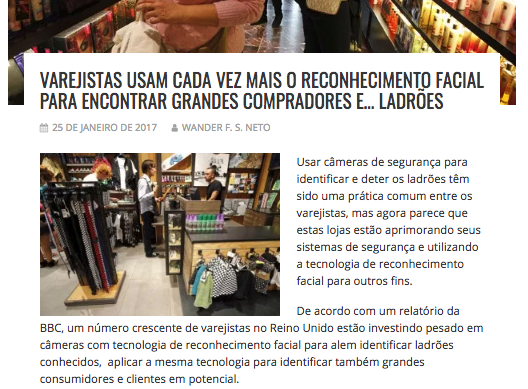 VAREJISTAS USAM CADA VEZ MAIS O RECONHECIMENTO FACIAL
PARA ENCONTRAR GRANDES COMPRADORES E... LADRÕES
25 DE JANEIRO DE 2017 WANDER F. S. NETO
Usar câmeras de segurança para
identificar e deter os ladrões têm
sido uma prática comum entre os
varejistas, mas agora parece que
estas lojas estão aprimorando seus
sistemas de segurança e utilizando
a tecnologia de reconhecimento
facial para outros fins.
De acordo com um relatório da
BBC, um número crescente de varejistas no Reino Unido estão investindo pesado em
câmeras com tecnologia de reconhecimento facial para alem identificar ladrões
conhecidos, aplicar a mesma tecnologia para identificar também grandes
consumidores e clientes em potencial.